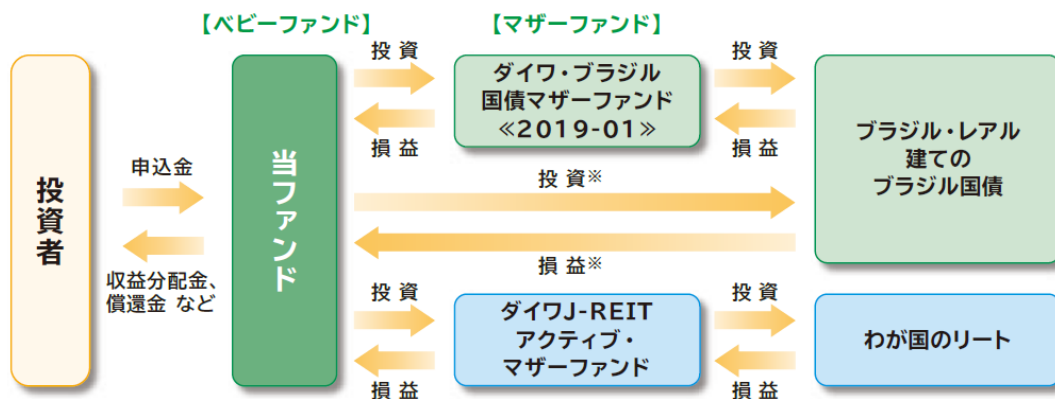 【ベビーファンド】
【マザーファンド】
投資者
申込金
収益分配金、
償還金 など
当ファンド
投 資
損 益
ダイワ・ブラジル
国債マザーファンド
≪2019-01≫
投 資
損 益
ブラジル・レアル
建ての
ブラジル国債
投 資※
損 益※
投 資
損 益
ダイワJ-REIT
アクティブ・
マザーファンド
投 資
損 益
わが国のリート